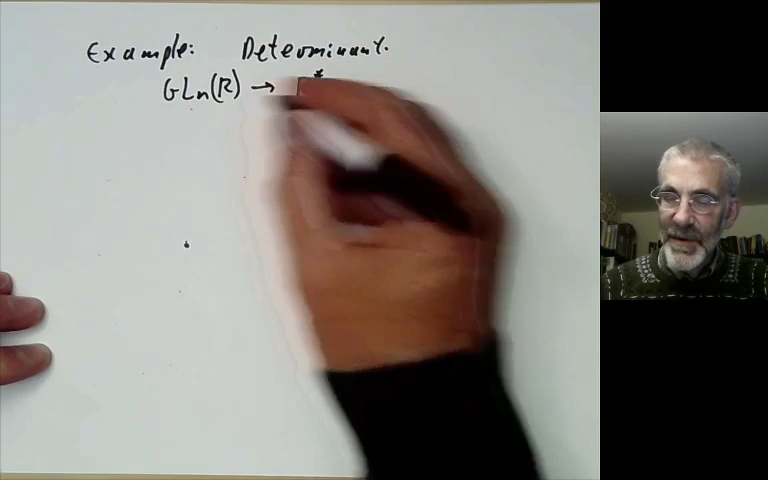 Example: Determinant.
GLn(R) → *